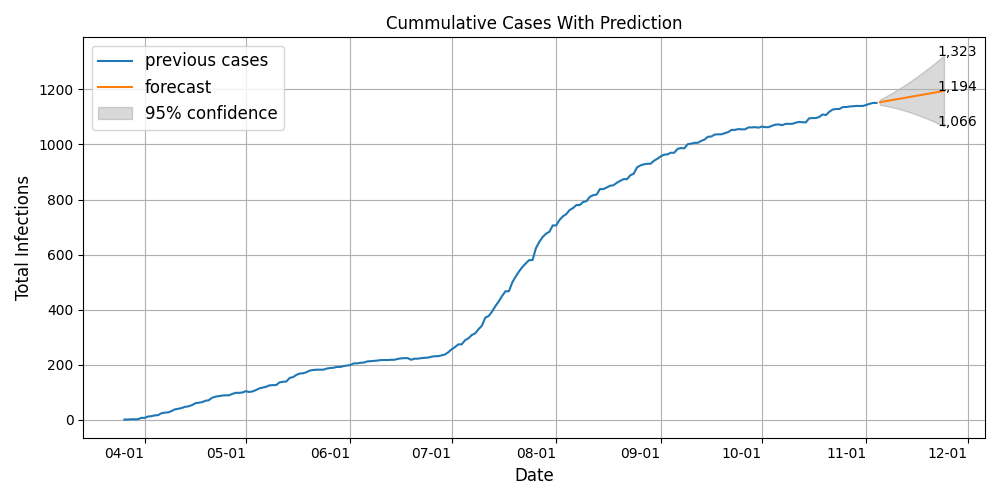 Cummulative Cases With Prediction
previous cases
forecast
95% confidence
1,323
1,194
1,066
Total Infections
1200
1000
800
600
400
200
0
04-01 05-01 06-01 07-01 08-01 09-01 10-01 11-01 12-01
Date